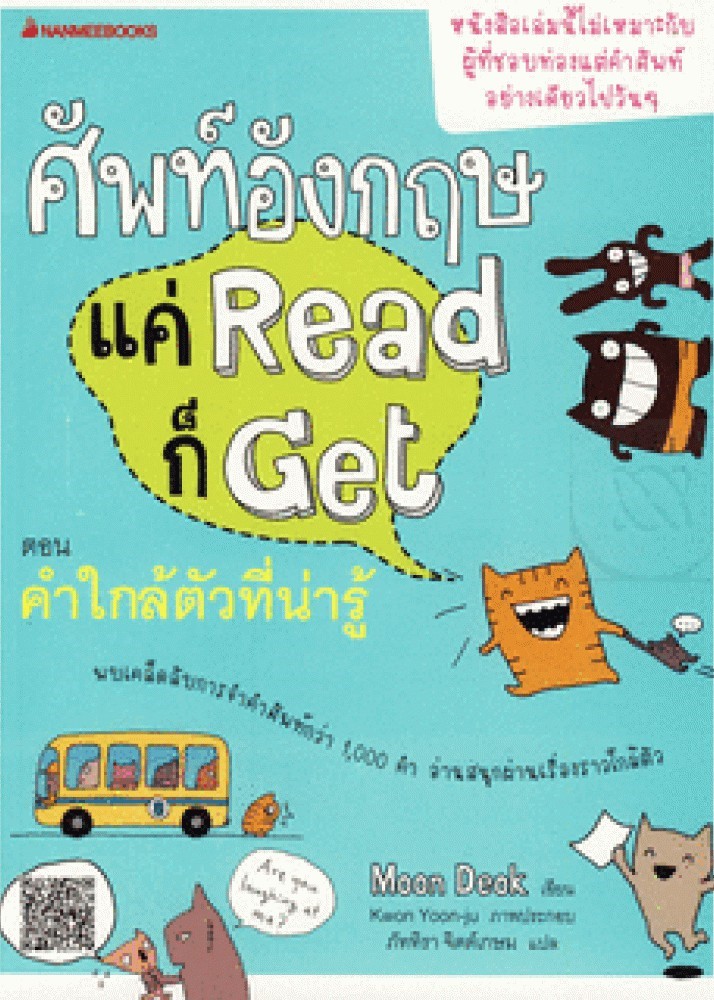 NANMEEBOOKS
หนังสือเล่มนี้ไม่เหมาะกับ
ผู้ที่ชอบท่องแต่คำศัพท์
อย่างเดียวไปวันๆ
ศัพท์อังกฤษ
แค่ Read
ก็ Get
ตอน
คำใกล้ตัวที่น่ารู้
พบเคล็ดลับการจำคำศัพท์กว่า 1,000 คำ อ่านสนุกผ่านเรื่องราวใกล้ตัว
Are you
laughing at
me?
Moon Deok เขียน
Kwon Yoon-ju ภาพประกอบ
ภัททิรา จิตต์เกษม แปล